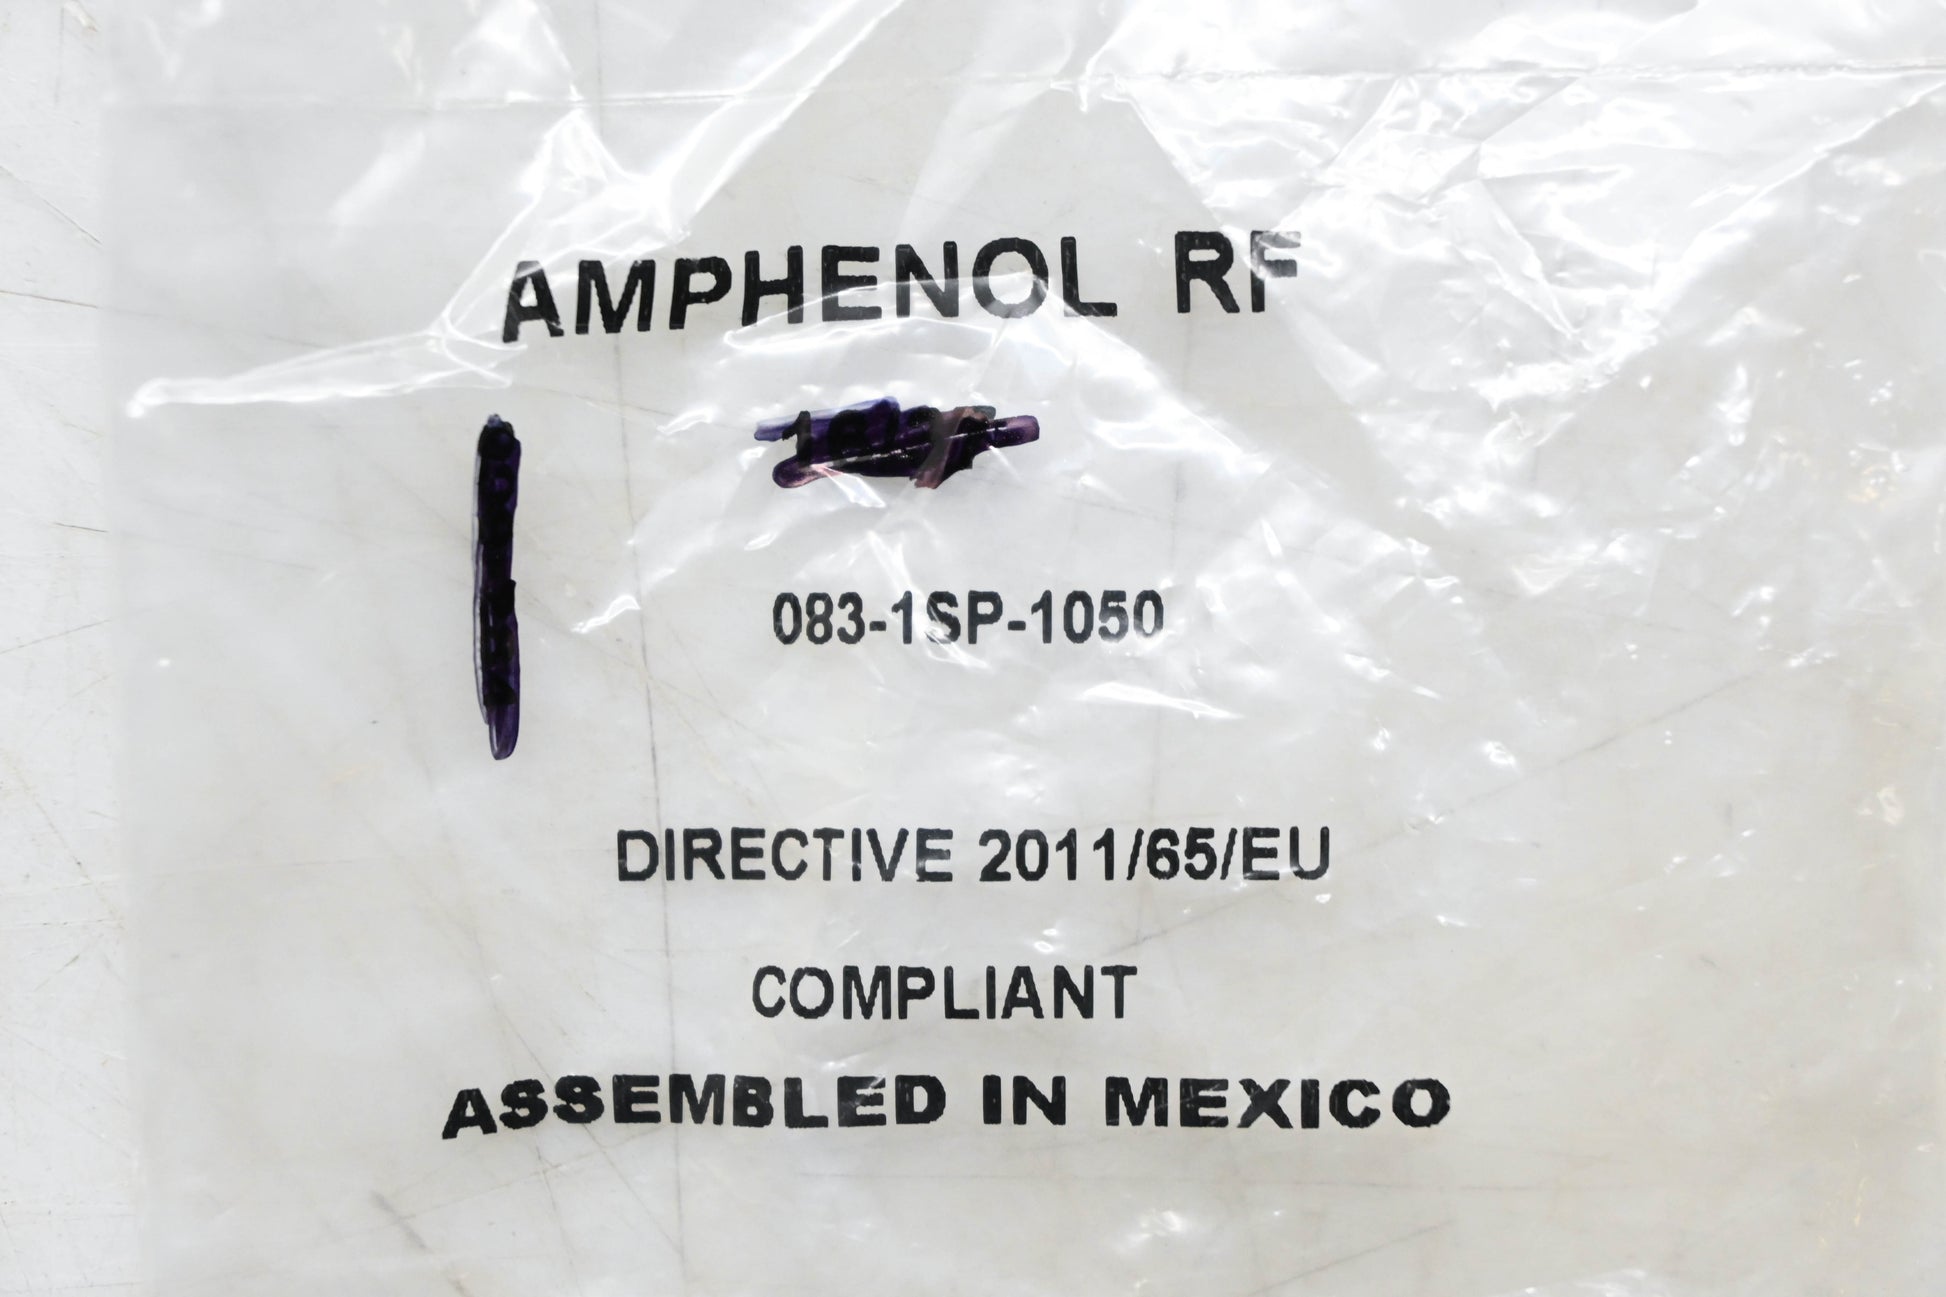 AMPHENOL RF
083-1SP-1050
DIRECTIVE 2011/65/EU
COMPLIANT
ASSEMBLED IN MEXICO